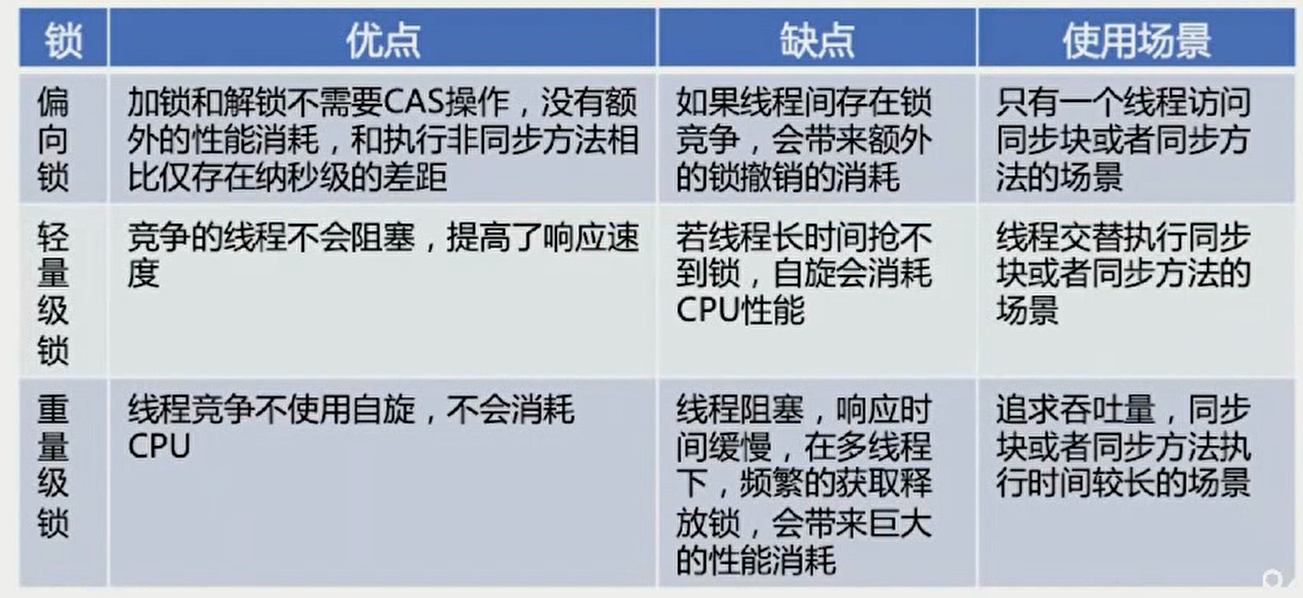 锁
优点
缺点
使用场景
偏
向
锁
加锁和解锁不需要CAS操作，没有额
外的性能消耗，和执行非同步方法相
比仅存在纳秒级的差距
如果线程间存在锁
竞争，会带来额外
的锁撤销的消耗
只有一个线程访问
同步块或者同步方
法的场景
轻
量
级
锁
竞争的线程不会阻塞，提高了响应速
度
若线程长时间抢不
到锁，自旋会消耗
CPU性能
线程交替执行同步
块或者同步方法的
场景
重
量
级
锁
线程竞争不使用自旋，不会消耗
CPU
线程阻塞，响应时
间缓慢，在多线程
下，频繁的获取释
放锁，会带来巨大
的性能消耗
追求吞吐量，同步
块或者同步方法执
行时间较长的场景